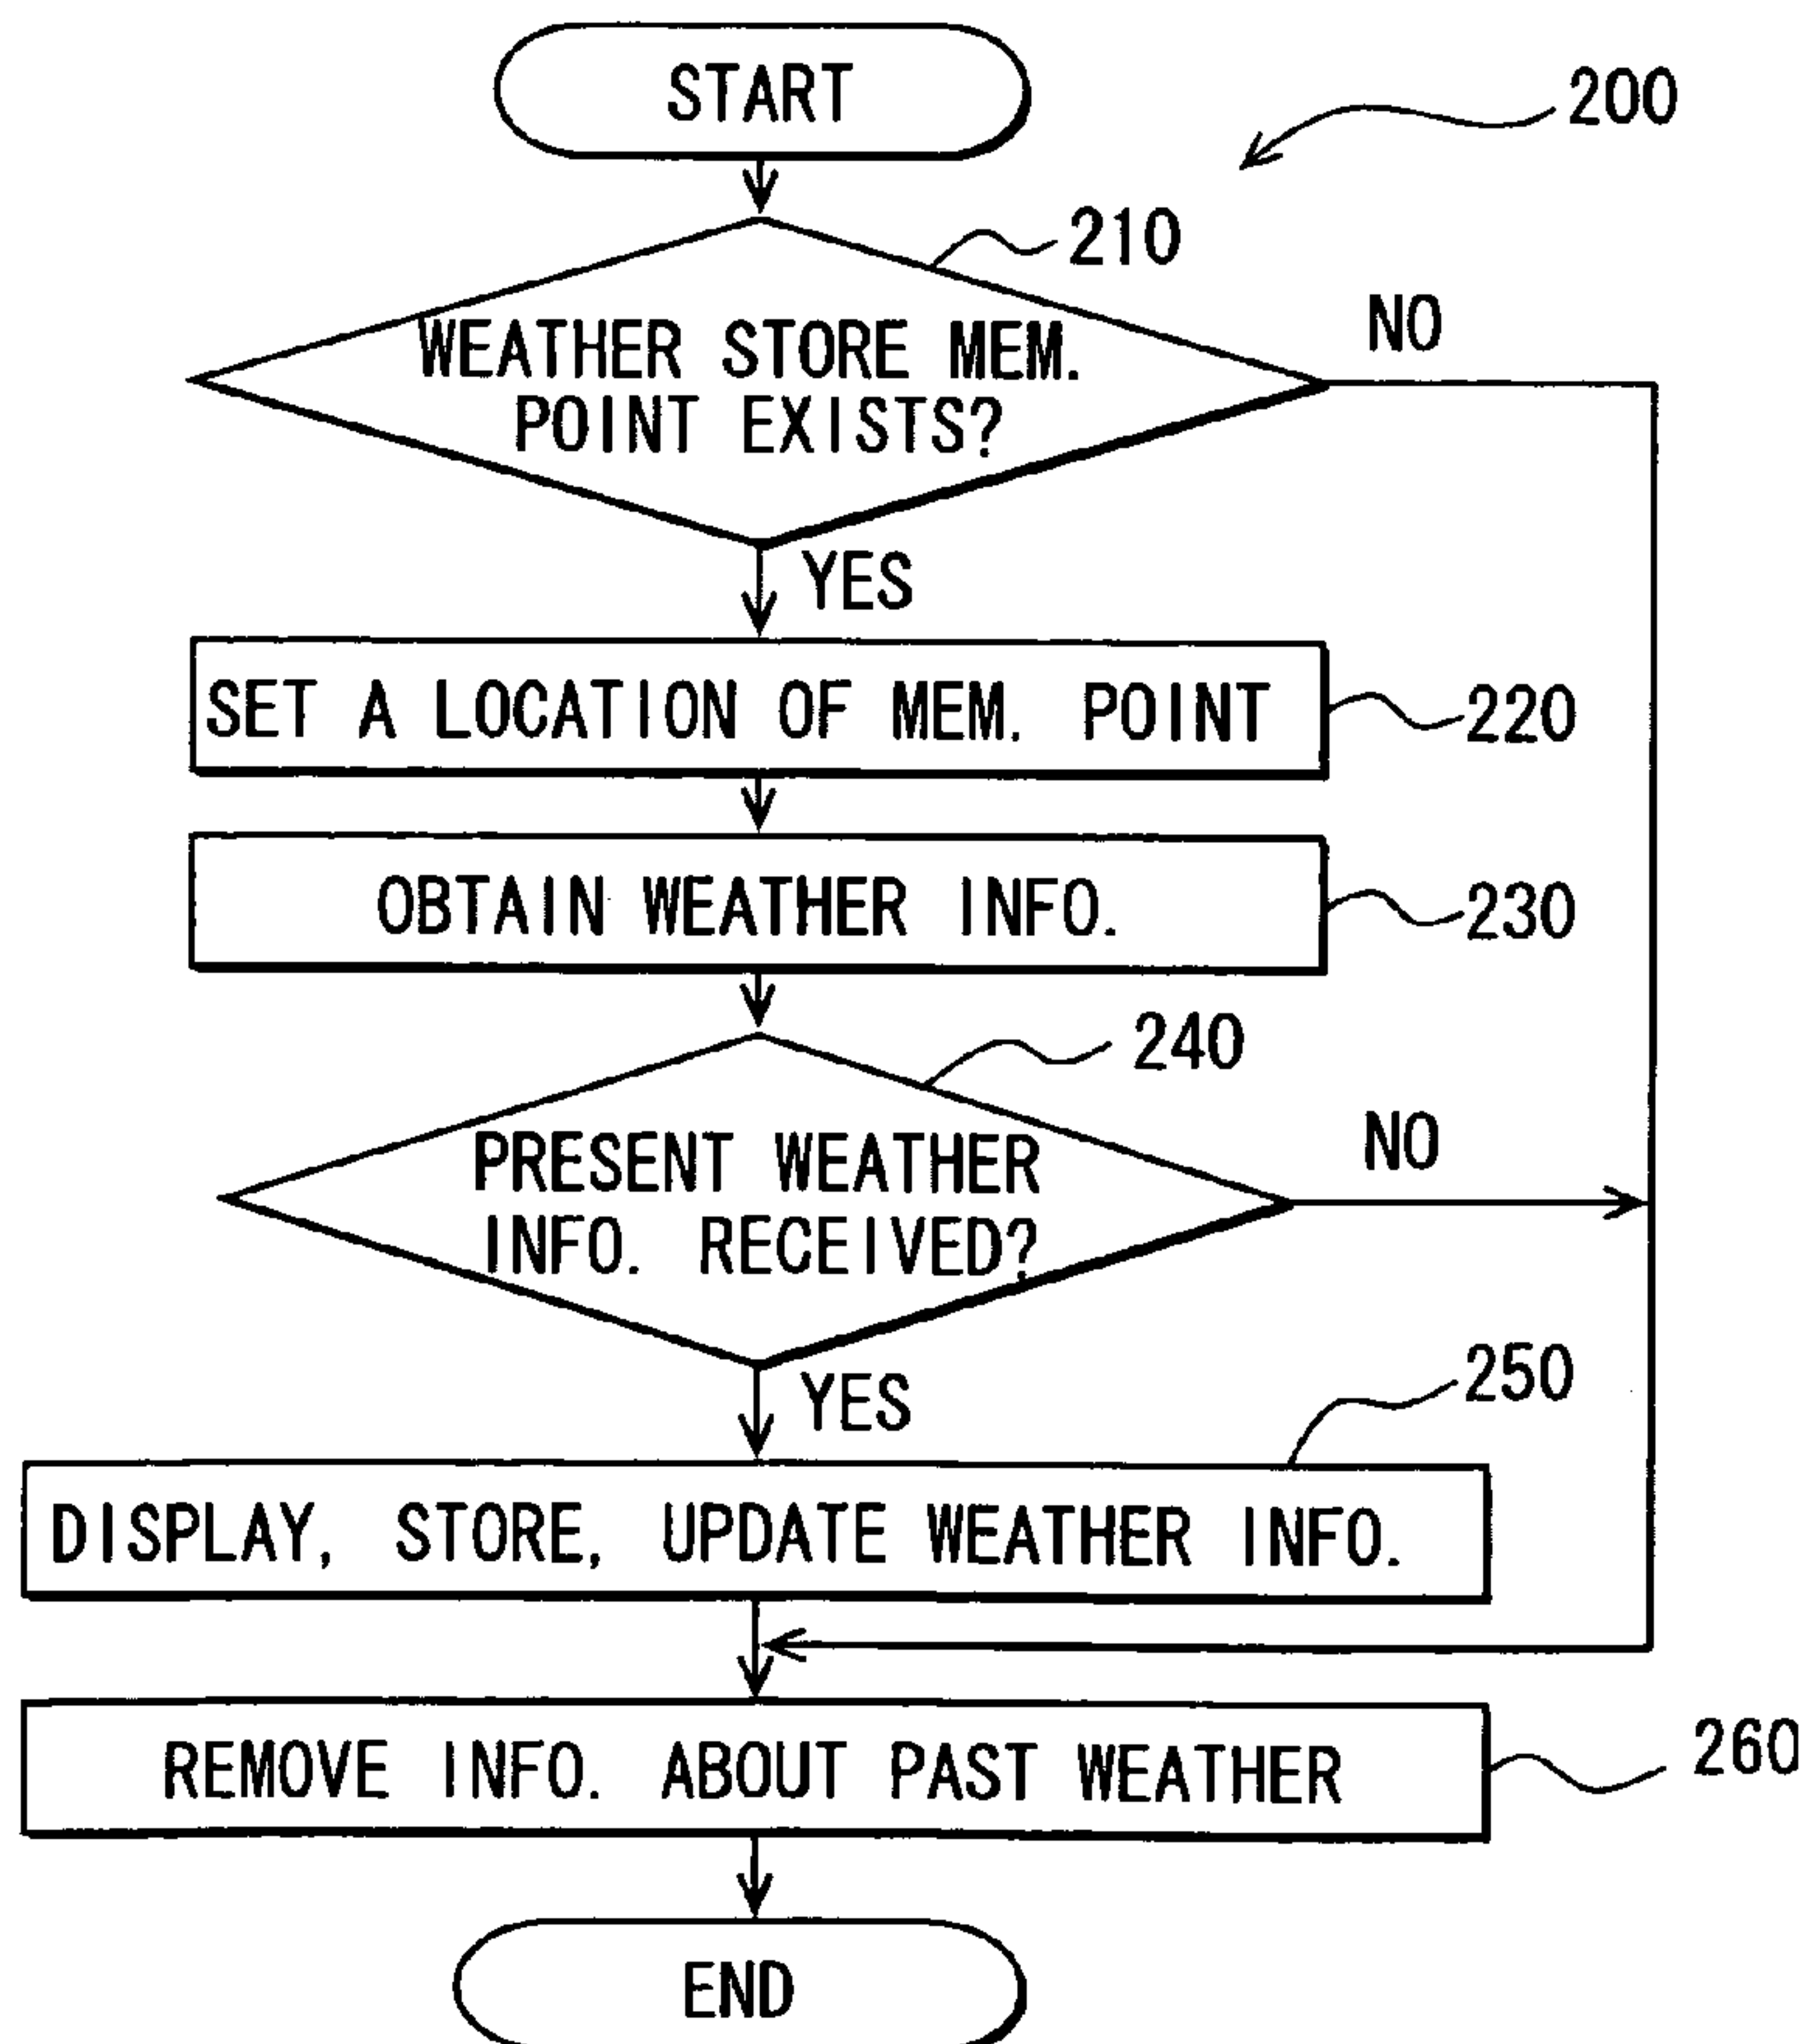 START
200
210
WEATHER STORE MEM.
POINT EXISTS?
NO
YES
SET A LOCATION OF MEM. POINT
220
OBTAIN WEATHER INFO.
230
240
PRESENT WEATHER
INFO. RECEIVED?
NO
YES
250
DISPLAY, STORE, UPDATE WEATHER INFO.
REMOVE INFO. ABOUT PAST WEATHER
260
END